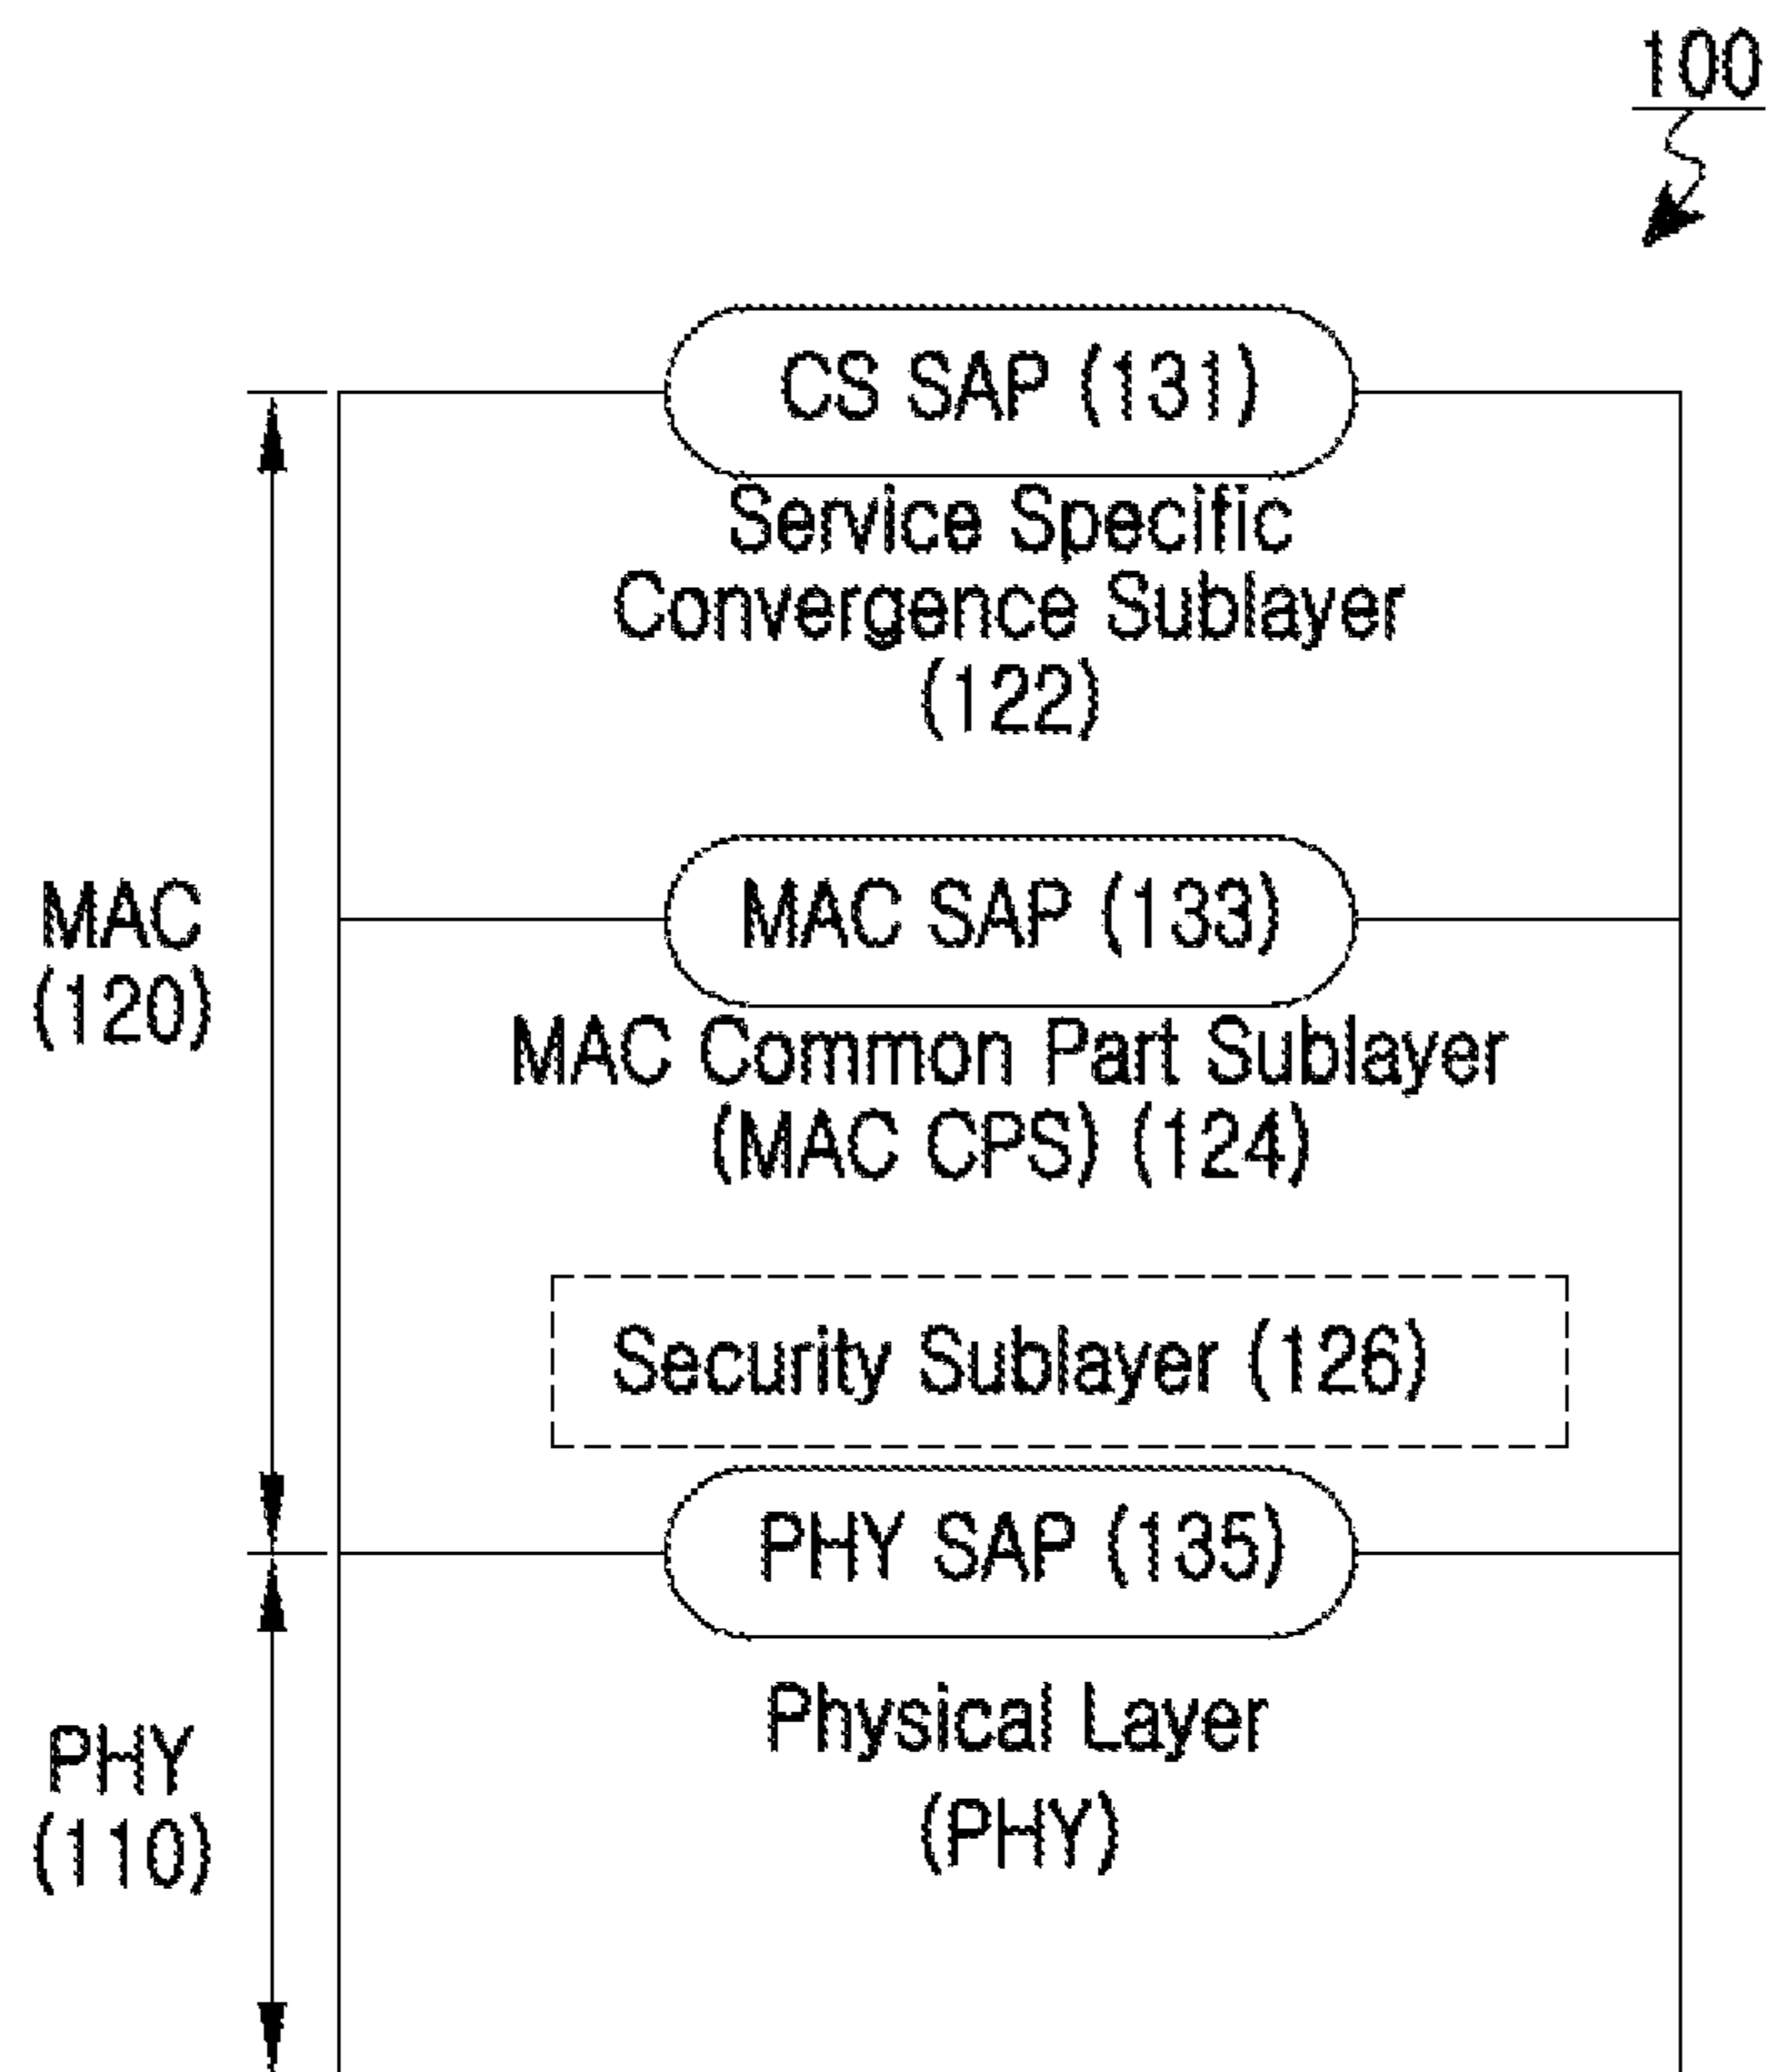 100
CS SAP (131)
Service Specific
Convergence Sublayer
(122)
MAC
(120)
MAC SAP (133)
MAC Common Part Sublayer
(MAC CPS) (124)
Security Sublayer (126)
PHY SAP (135)
Physical Layer
(PHY)
PHY
(110)